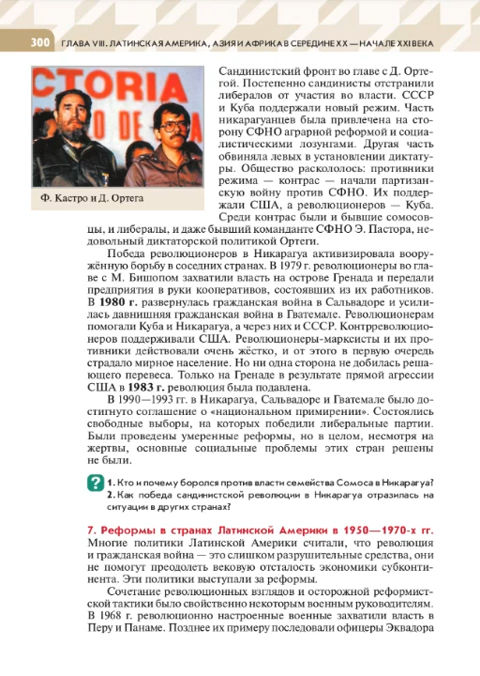 300 ГЛАВА VIII. ЛАТИНСКАЯ АМЕРИКА, АЗИЯ И АФРИКА В СЕРЕДИНЕ XX — НАЧАЛЕ XXI ВЕКА
CTORIA
O DE
Ф. Кастро и Д. Ортега
Сандинистский фронт во главе с Д. Орте-
гой. Постепенно сандинисты отстранили
либералов от участия во власти. СССР
и Куба поддержали новый режим. Часть
никарагуанцев была привлечена на сто-
рону СФНО аграрной реформой и социа-
листическими лозунгами. Другая часть
обвиняла левых в установлении диктату-
ры. Общество раскололось: противники
режима — контрас — начали партизан-
скую войну против СФНО. Их поддер-
жали США, а революционеров — Куба.
Среди контрас были и бывшие сомосов-
цы, и либералы, и даже бывший команданте СФНО Э. Пастора, не-
довольный диктаторской политикой Ортеги.
Победа революционеров в Никарагуа активизировала воору-
жённую борьбу в соседних странах. В 1979 г. революционеры во гла-
ве с М. Бишопом захватили власть на острове Гренада и передали
предприятия в руки кооперативов, состоявших из их работников.
В 1980 г. развернулась гражданская война в Сальвадоре и усили-
лась давнишняя гражданская война в Гватемале. Революционерам
помогали Куба и Никарагуа, а через них и СССР. Контрреволюцио-
неров поддерживали США. Революционеры-марксисты и их про-
тивники действовали очень жёстко, и от этого в первую очередь
страдало мирное население. Но ни одна сторона не добилась реша-
ющего перевеса. Только на Гренаде в результате прямой агрессии
США в 1983 г. революция была подавлена.
В 1990—1993 гг. в Никарагуа, Сальвадоре и Гватемале было до-
стигнуто соглашение о «национальном примирении». Состоялись
свободные выборы, на которых победили либеральные партии.
Были проведены умеренные реформы, но в целом, несмотря на
жертвы, основные социальные проблемы этих стран решены
не были.
? 1. Кто и почему боролся против власти семейства Сомоса в Никарагуа?
2. Как победа сандинистской революции в Никарагуа отразилась на
ситуации в других странах?
7. Реформы в странах Латинской Америки в 1950—1970-х гг.
Многие политики Латинской Америки считали, что революция
и гражданская война — это слишком разрушительные средства, они
не помогут преодолеть вековую отсталость экономики субконти-
нента. Эти политики выступали за реформы.
Сочетание революционных взглядов и осторожной реформист-
ской тактики было свойственно некоторым военным руководителям.
В 1968 г. революционно настроенные военные захватили власть в
Перу и Панаме. Позднее их примеру последовали офицеры Эквадора